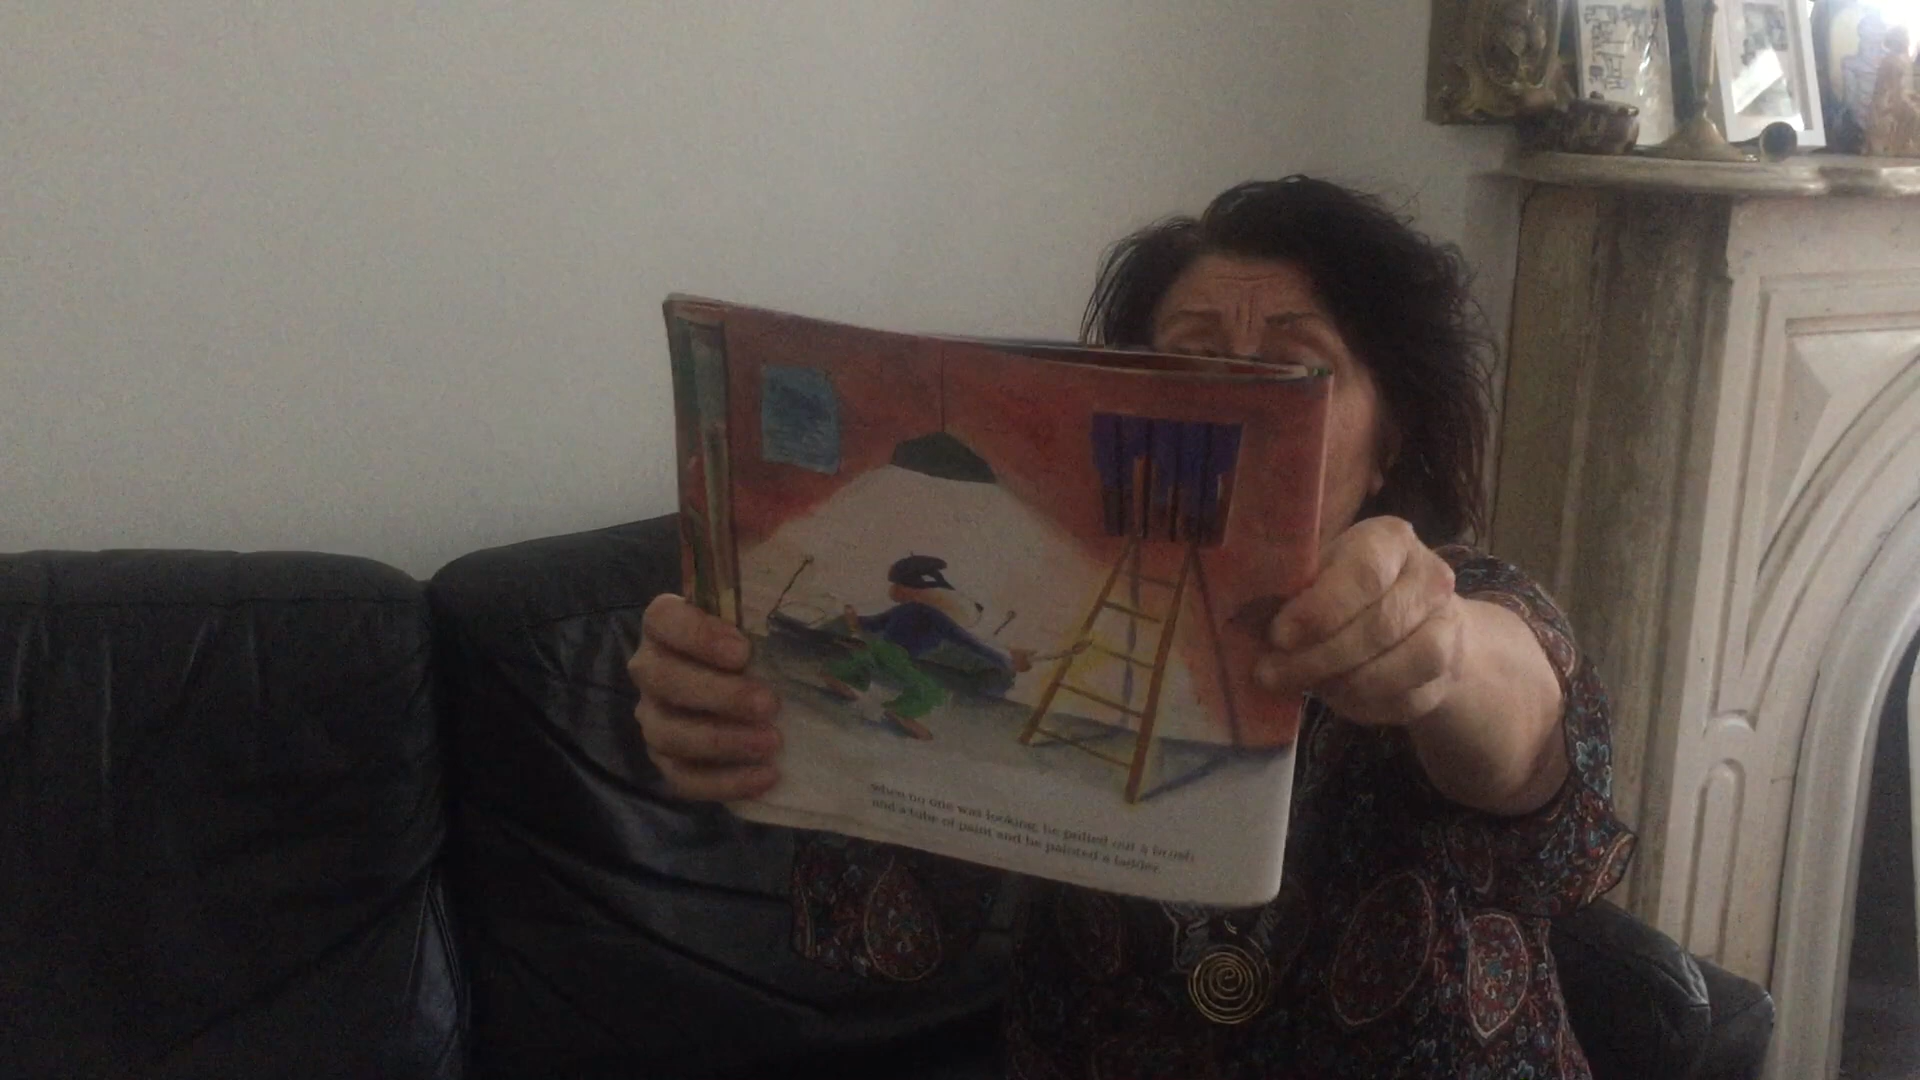 when no one was looking, he pulled out a brush
and a tube of paint and he painted a ladder.